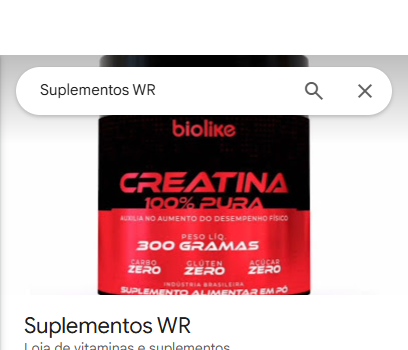 Suplementos WR
biolike
CREATINA
100% PURA
AUXILIA NO AUMENTO DO DESEMPENHO FÍSICO
PESO LÍQ.
300 GRAMAS
CARBO
ZERO
GLÚTEN
ZERO
AÇÚCAR
ZERO
INDÚSTRIA BRASILEIRA
SUPLEMENTO ALIMENTAR EM PÓ
Suplementos WR
Loja de vitaminas e suplementos